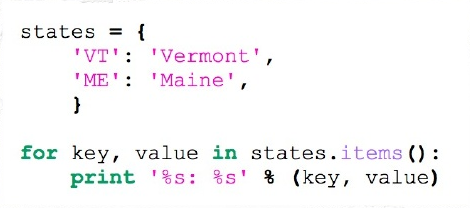 states = {
    'VT': 'Vermont',
    'ME': 'Maine',
    }
for key, value in states.items():
    print '%s: %s' % (key, value)